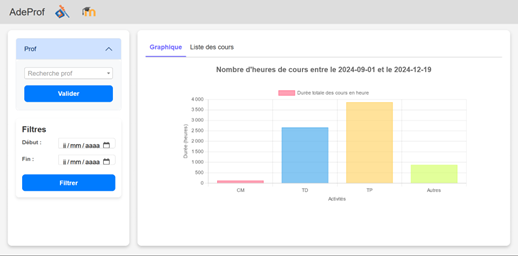 AdeProf
Prof
Recherche prof
Valider
Filtres
Début :
jj/mm/aaaa
Fin :
jj/mm/aaaa
Filtrer
Graphique Liste des cours
Nombre d'heures de cours entre le 2024-09-01 et le 2024-12-19
Durée totale des cours en heure
Durée (heures)
4 000
3 500
3 000
2 500
2 000
1 500
1 000
500
0
CM TD TP Autres
Activités